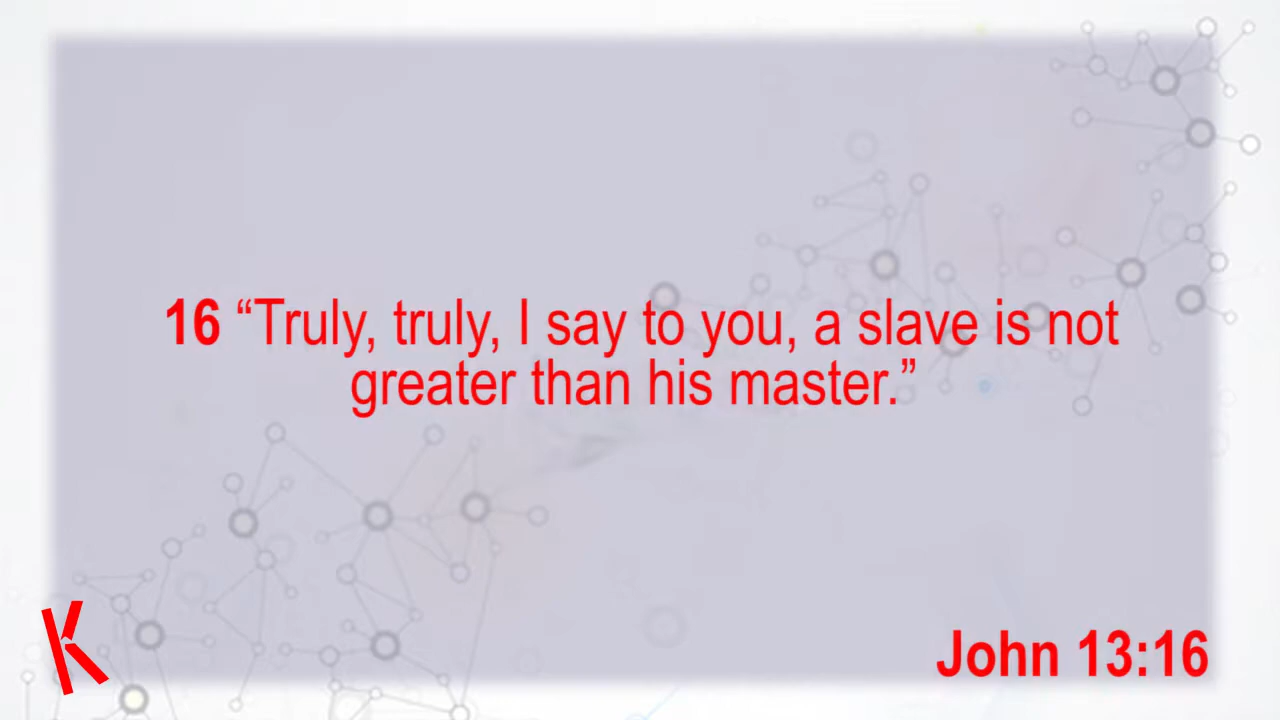 16 “Truly, truly, I say to you, a slave is not
greater than his master.”
K
John 13:16